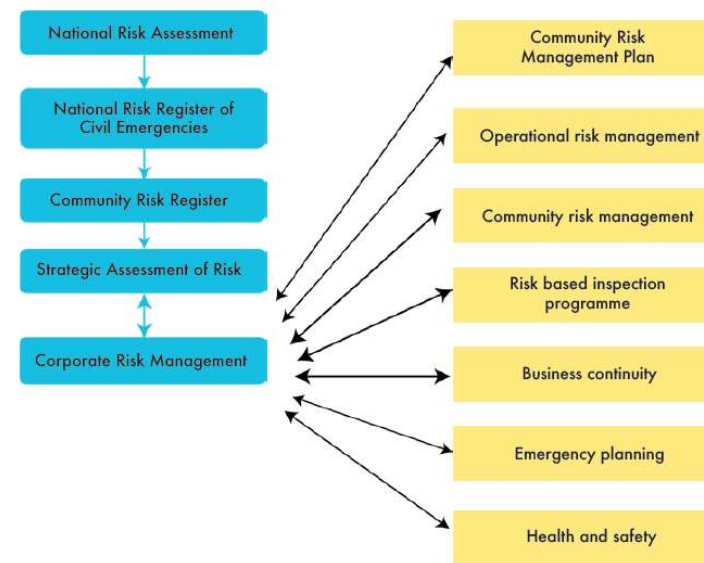 National Risk Assessment
National Risk Register of
Civil Emergencies
Community Risk Register
Strategic Assessment of Risk
Corporate Risk Management
Community Risk
Management Plan
Operational risk management
Community risk management
Risk based inspection
programme
Business continuity
Emergency planning
Health and safety